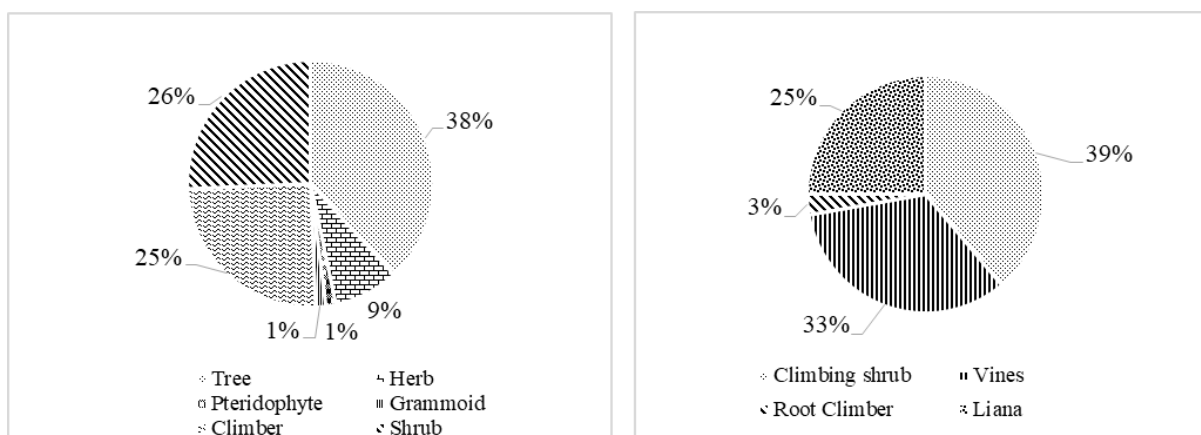 26%
38%
25%
1%
1%
9%
Tree Herb
Pteridophyte Grammoid
Climber Shrub
25%
39%
3%
33%
Climbing shrub Vines
Root Climber Liana